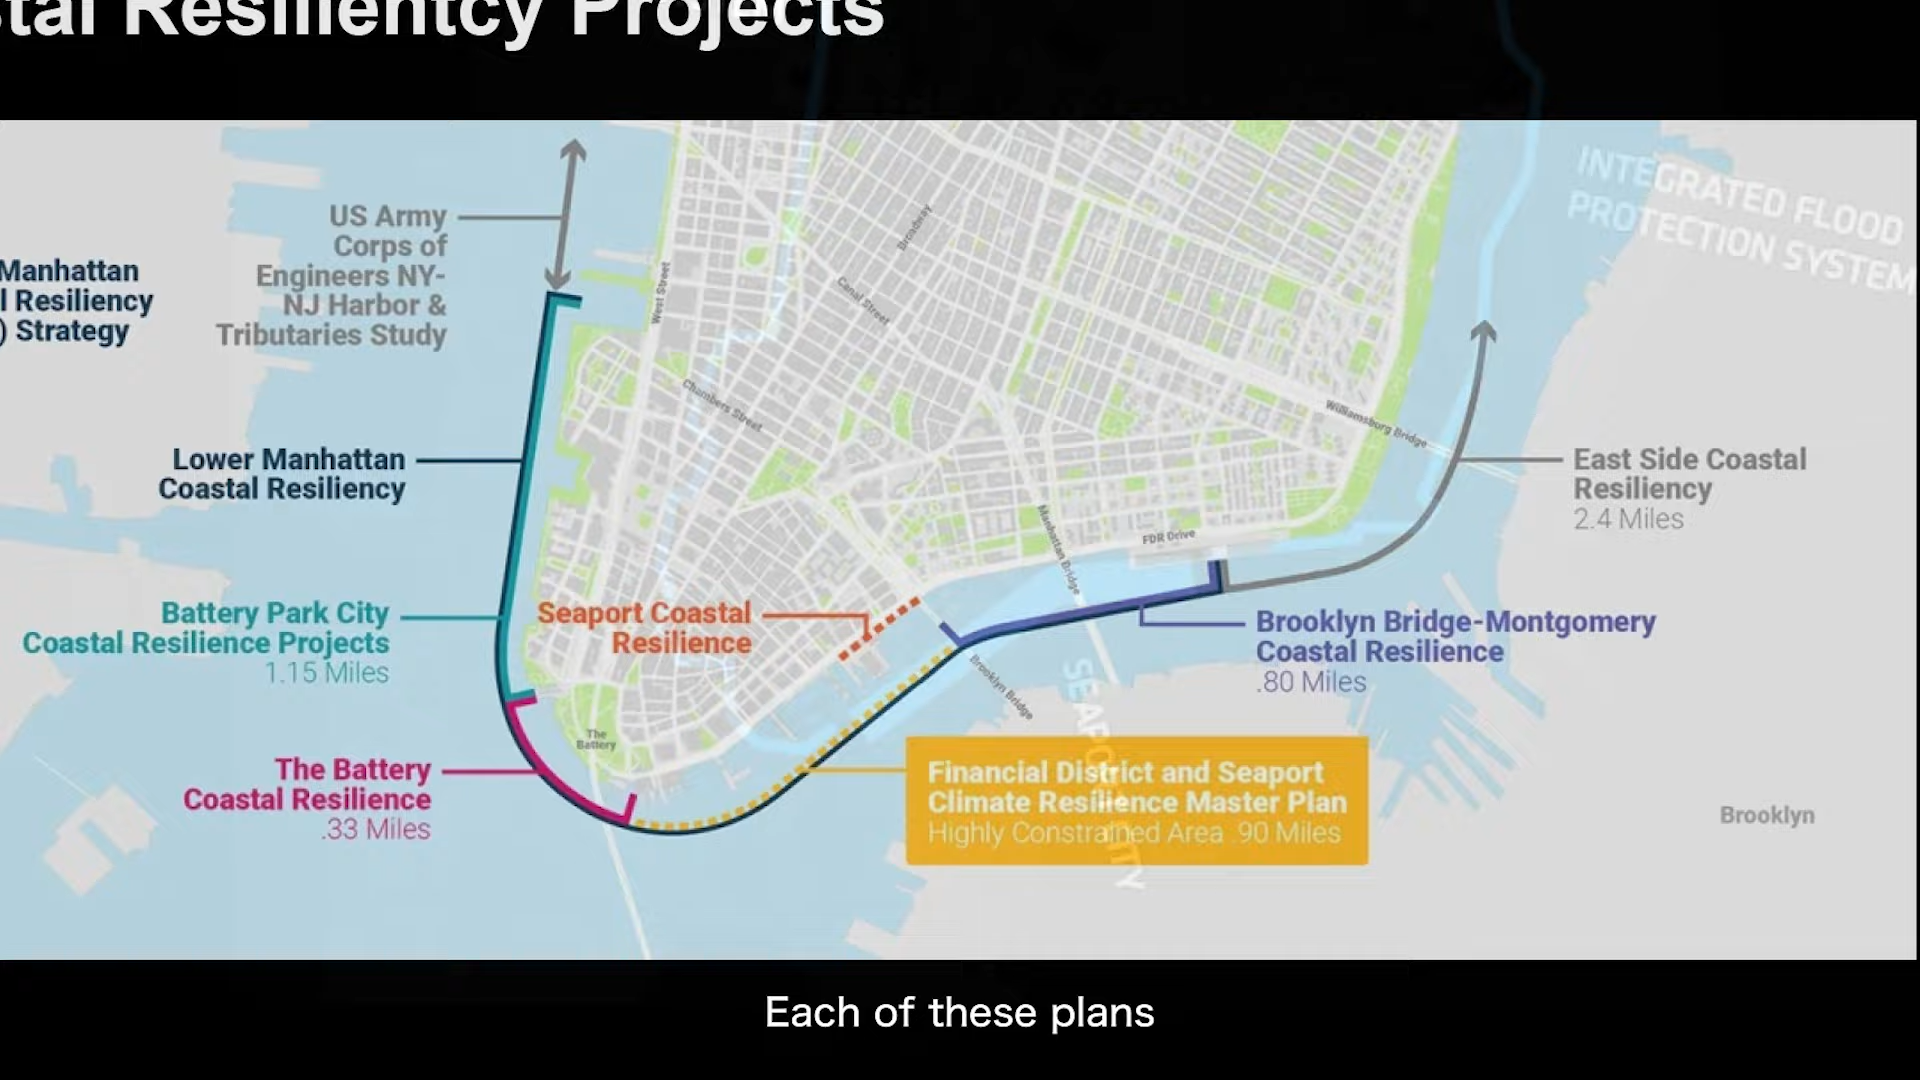 tal Resilientcy Projects
INTEGRATED FLOOD
PROTECTION SYSTEM
US Army
Corps of
Engineers NY-
NJ Harbor &
Tributaries Study
Manhattan
l Resiliency
) Strategy
West Street
Broadway
Canal Street
Chambers Street
Williamsburg Bridge
Lower Manhattan
Coastal Resiliency
East Side Coastal
Resiliency
2.4 Miles
Manhattan Bridge
FDR Drive
Battery Park City
Coastal Resilience Projects
1.15 Miles
Seaport Coastal
Resilience
Brooklyn Bridge-Montgomery
Coastal Resilience
.80 Miles
Brooklyn Bridge
SEAPORT CITY
The
Battery
The Battery
Coastal Resilience
.33 Miles
Financial District and Seaport
Climate Resilience Master Plan
Highly Constrained Area .90 Miles
Brooklyn
Each of these plans